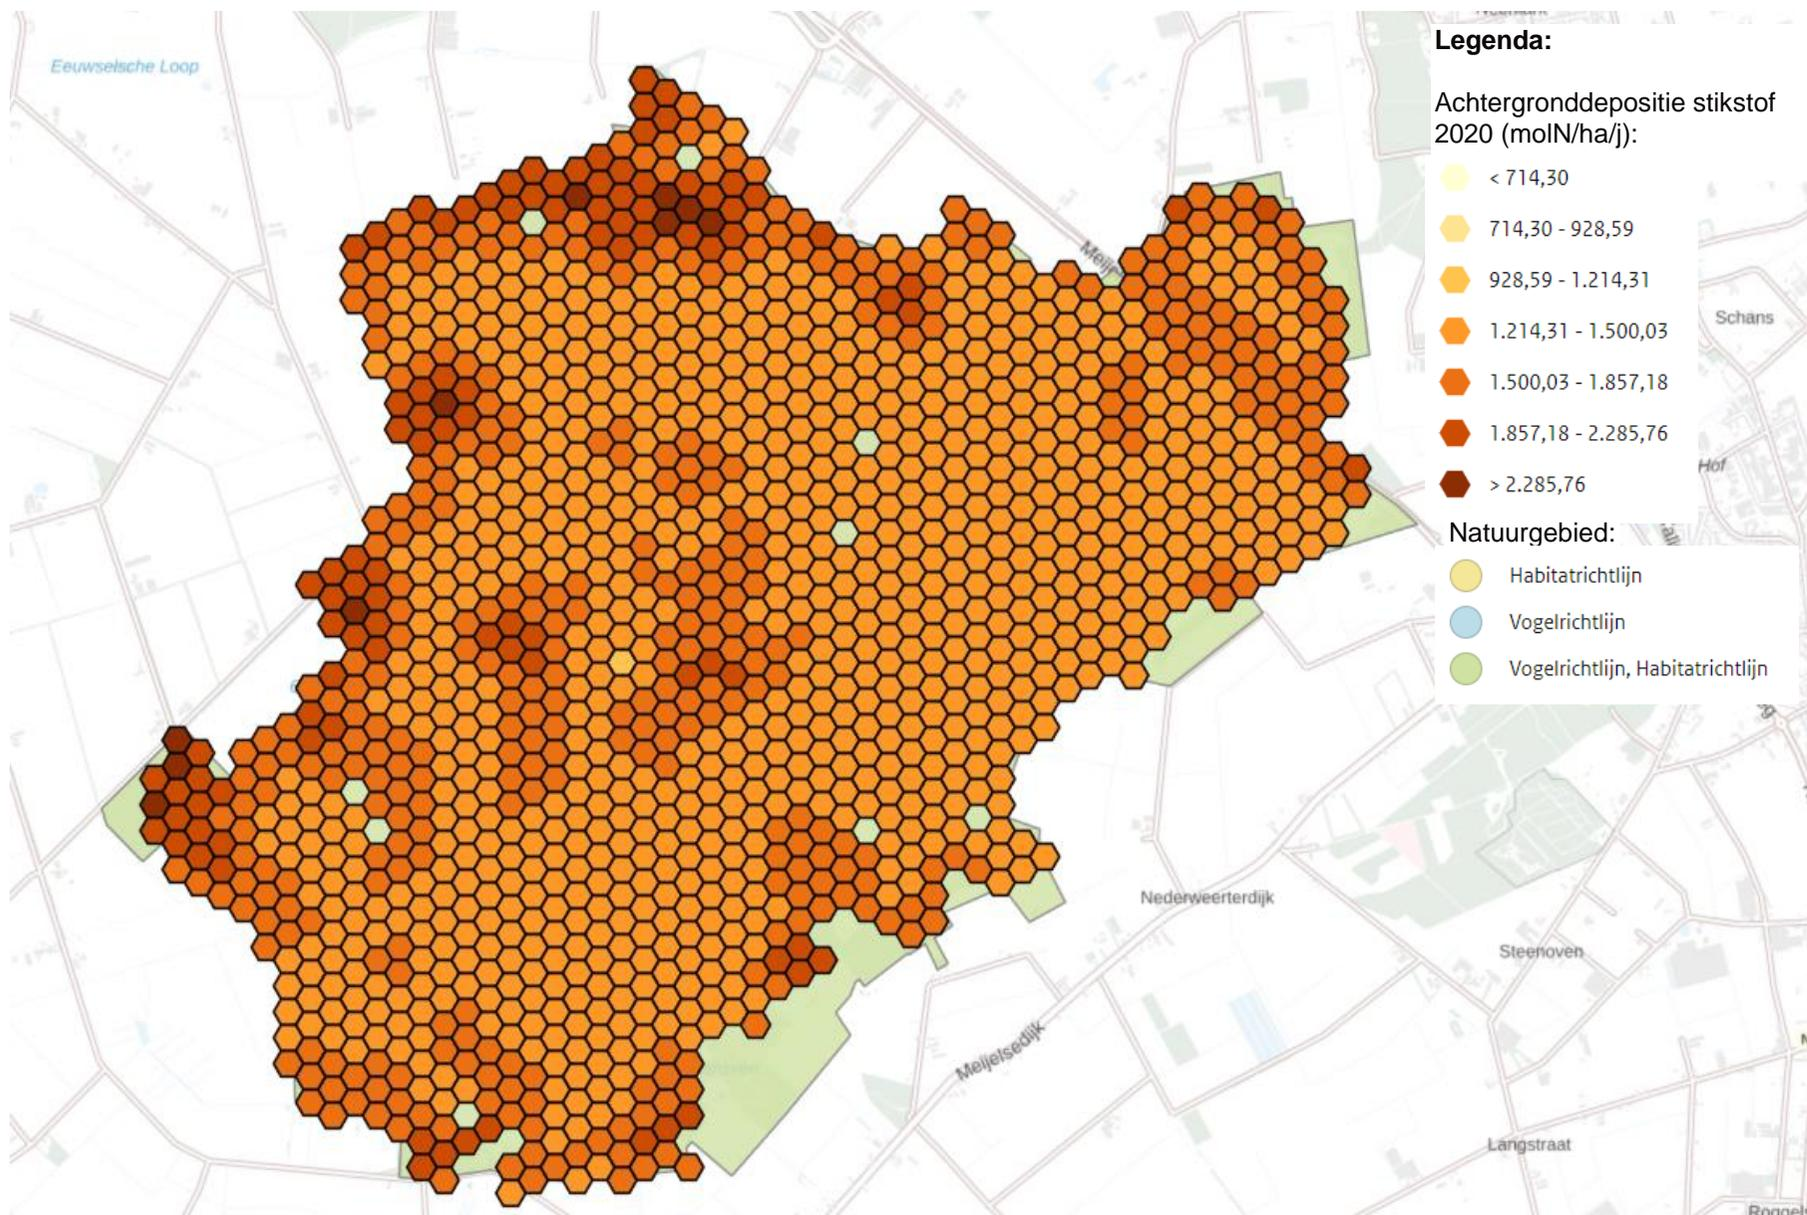 Eeuwselsche Loop
Legenda:
Achtergronddepositie stikstof
2020 (molN/ha/j):
< 714,30
714,30 - 928,59
928,59 - 1.214,31
1.214,31 - 1.500,03
1.500,03 - 1.857,18
1.857,18 - 2.285,76
> 2.285,76
Schans
Hof
Natuurgebied:
Habitatrichtlijn
Vogelrichtlijn
Vogelrichtlijn, Habitatrichtlijn
Nederweerterdijk
Steenoven
Meijelsedijk
Langstraat